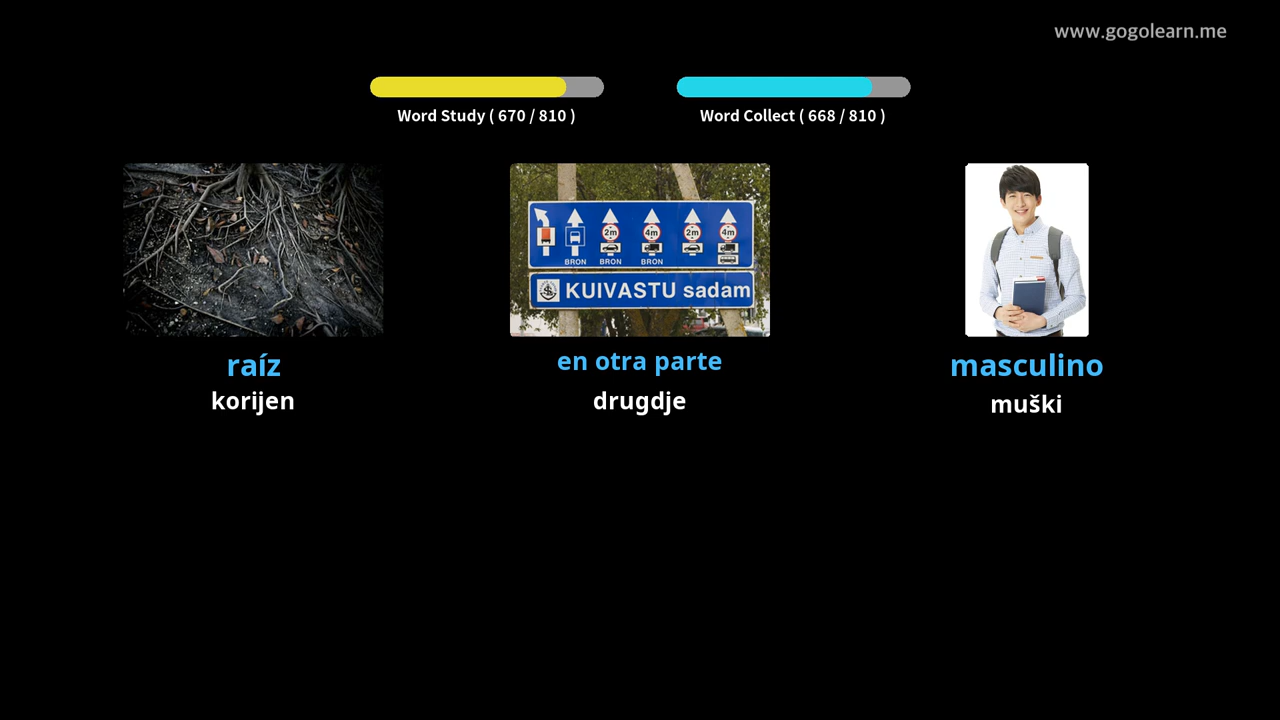 www.gogolearn.me
Word Study ( 670 / 810 )
Word Collect ( 668 / 810 )
2m 4m 2m 4m
BRON BRON BRON
KUIVASTU sadam
raíz
korijen
en otra parte
drugdje
masculino
muški